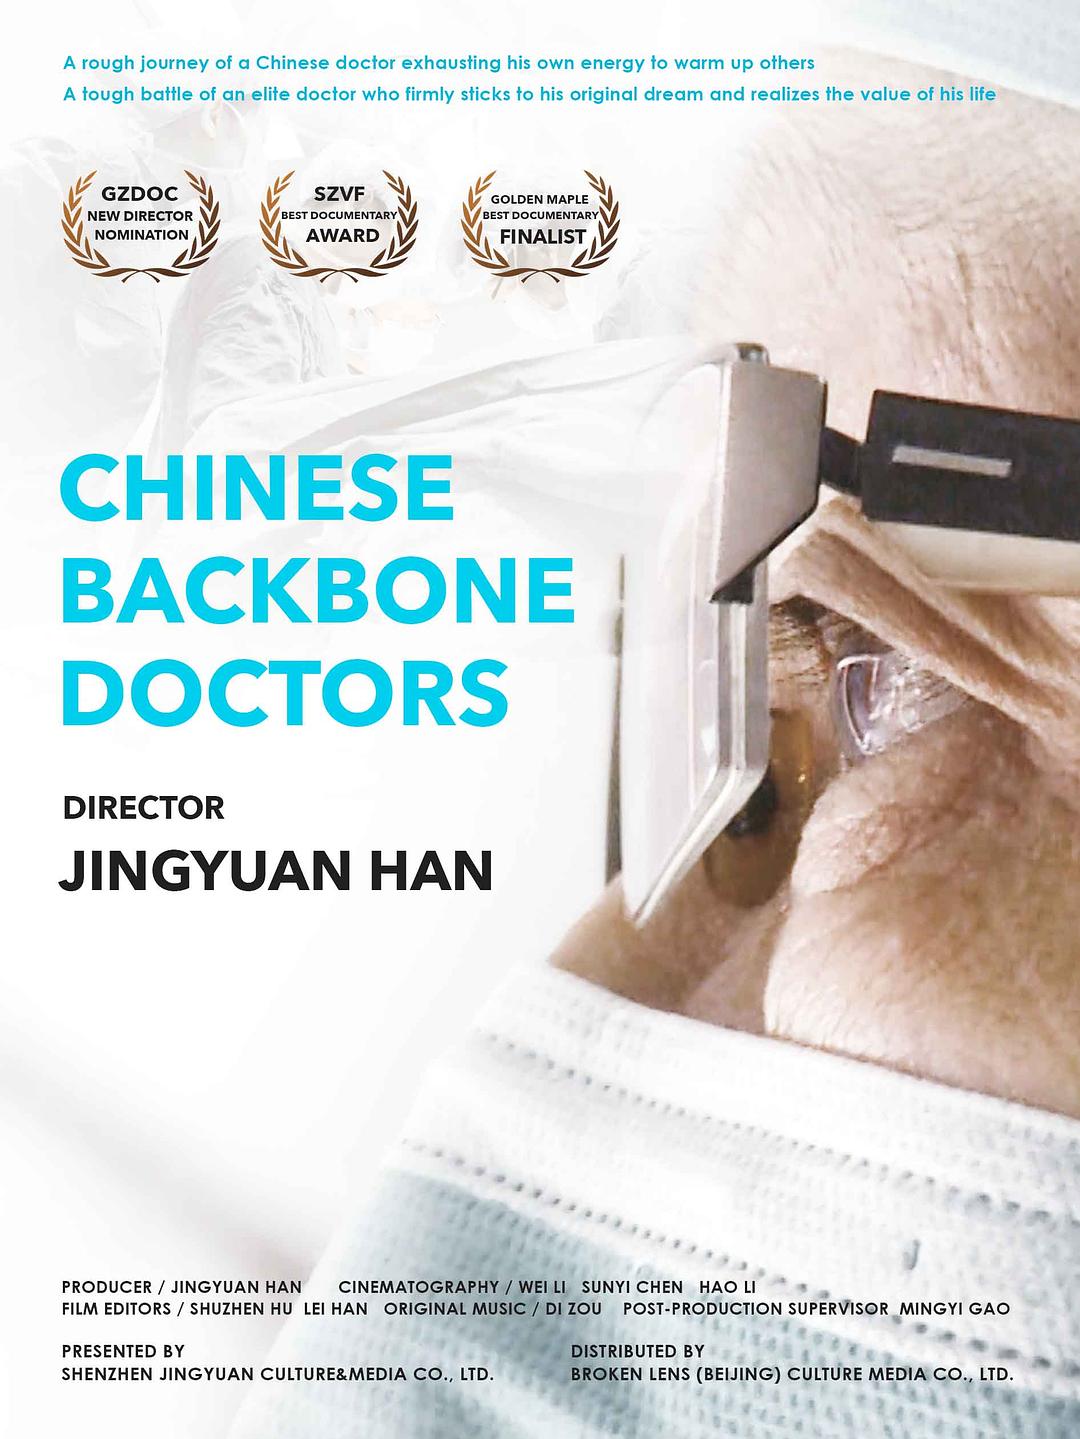 A rough journey of a Chinese doctor exhausting his own energy to warm up others
A tough battle of an elite doctor who firmly sticks to his original dream and realizes the value of his life
GZDOC
NEW DIRECTOR
NOMINATION
SZVF
BEST DOCUMENTARY
AWARD
GOLDEN MAPLE
BEST DOCUMENTARY
FINALIST
CHINESE
BACKBONE
DOCTORS
DIRECTOR
JINGYUAN HAN
PRODUCER / JINGYUAN HAN CINEMATOGRAPHY / WEI LI SUNYI CHEN HAO LI
FILM EDITORS / SHUZHEN HU LEI HAN ORIGINAL MUSIC / DI ZOU POST-PRODUCTION SUPERVISOR MINGYI GAO
PRESENTED BY
SHENZHEN JINGYUAN CULTURE&MEDIA CO., LTD.
DISTRIBUTED BY
BROKEN LENS (BEIJING) CULTURE MEDIA CO., LTD.